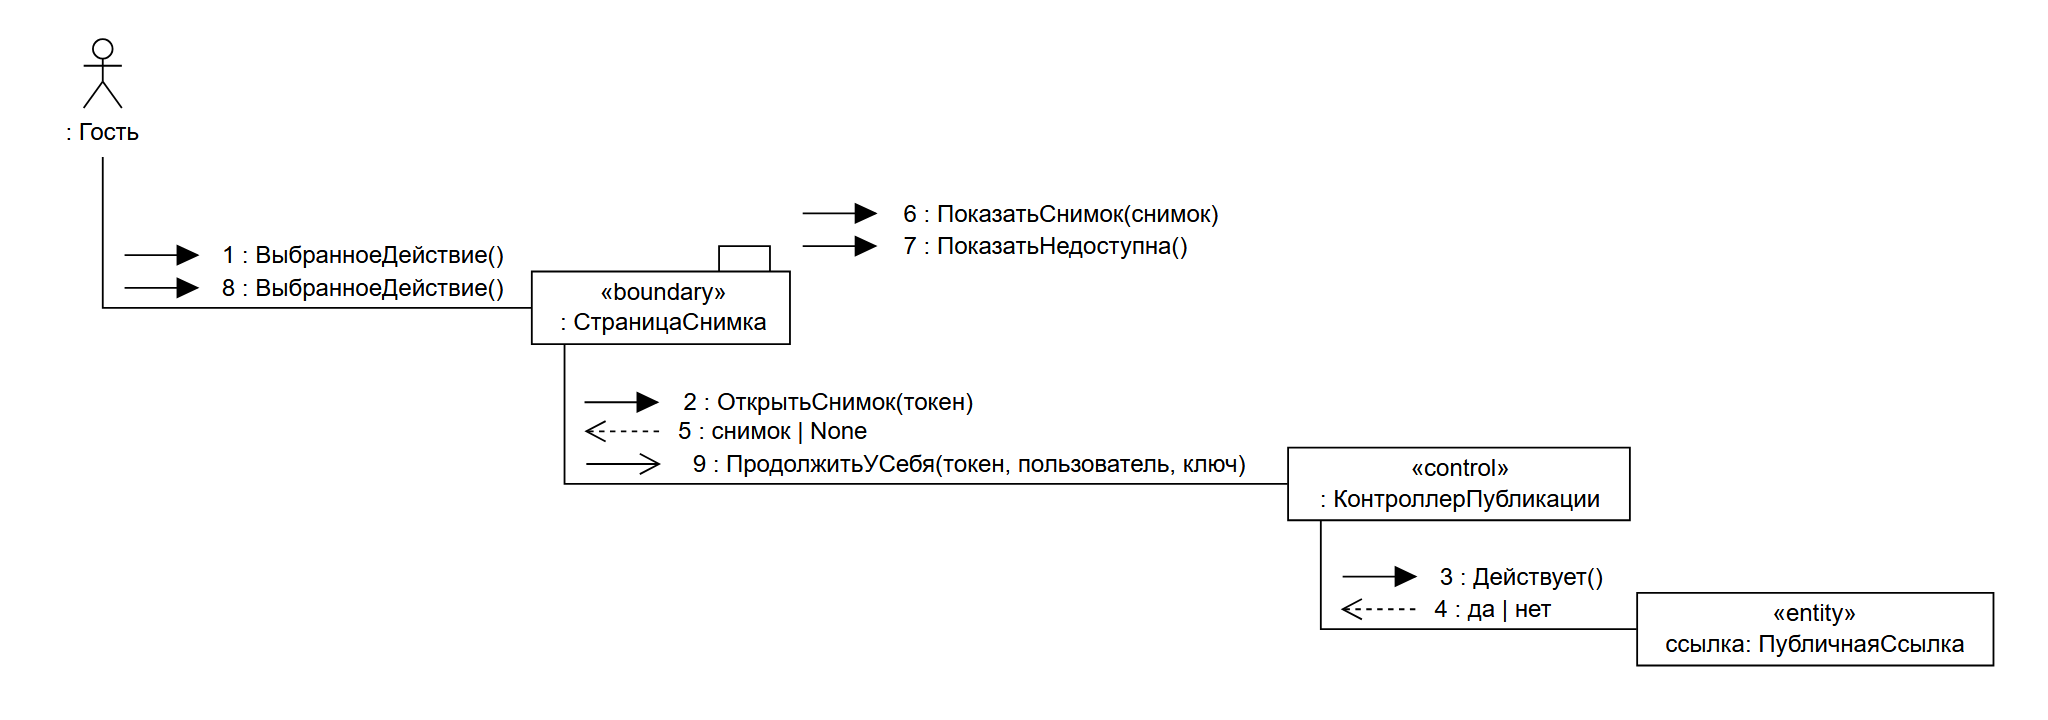 : Гость
6 : ПоказатьСнимок(снимок)
7 : ПоказатьНедоступна()
1 : ВыбранноеДействие()
8 : ВыбранноеДействие()
«boundary»
: СтраницаСнимка
2 : ОткрытьСнимок(токен)
5 : снимок | None
9 : ПродолжитьУСебя(токен, пользователь, ключ)
«control»
: КонтроллерПубликации
3 : Действует()
4 : да | нет
«entity»
ссылка: ПубличнаяСсылка